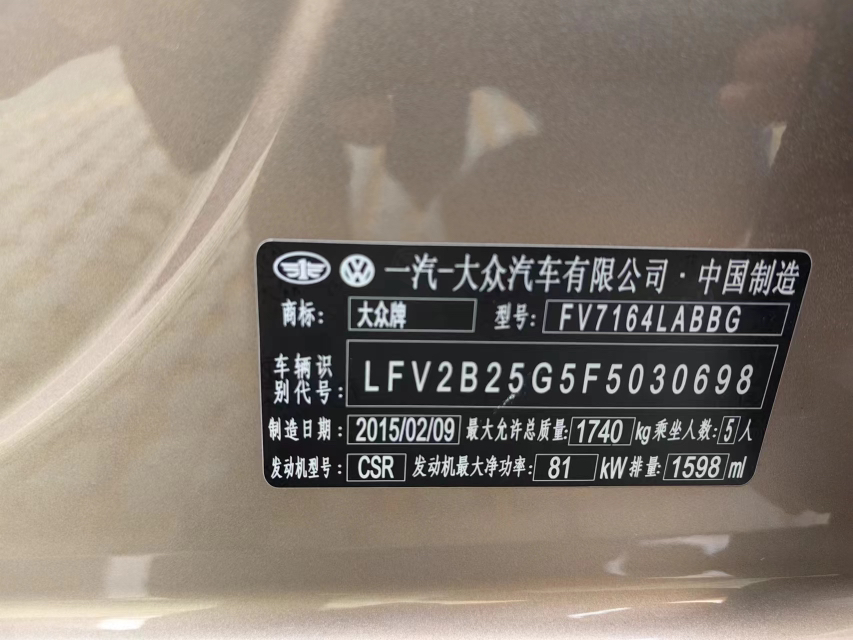 一汽-大众汽车有限公司·中国制造
商标: 大众牌 型号: FV7164LABBG
车辆识别代号: LFV2B25G5F5030698
制造日期: 2015/02/09 最大允许总质量: 1740 kg 乘坐人数: 5 人
发动机型号: CSR 发动机最大净功率: 81 kW 排量: 1598 ml